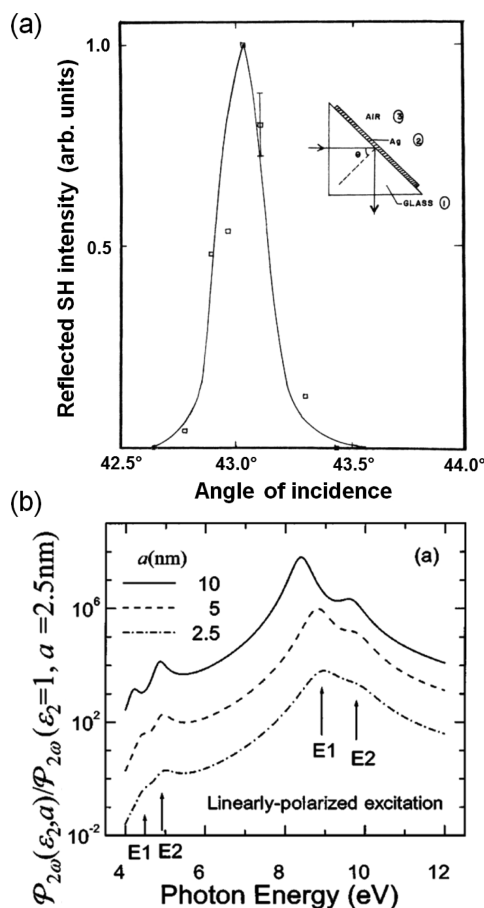 (a)
Reflected SH intensity (arb. units)
1.0
0.5
AIR ③
Ag ②
θ
GLASS ①
42.5° 43.0° 43.5° 44.0°
Angle of incidence
(b)
𝒫2ω(ε2,a)/𝒫2ω(ε2=1, a =2.5nm)
(a)
a(nm)
10
5
2.5
10^6
10^2
10^-2
E1
E2
E1 E2
Linearly-polarized excitation
4 6 8 10 12
Photon Energy (eV)